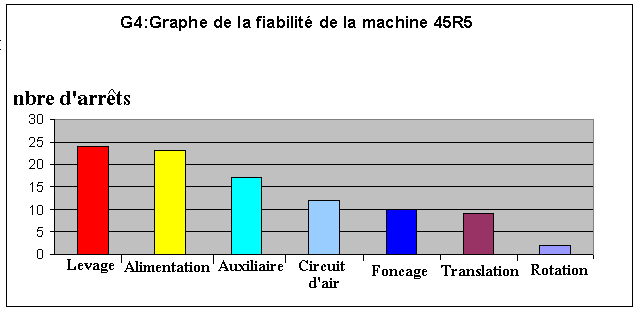 G4:Graphe de la fiabilité de la machine 45R5
nbre d'arrêts
30
25
20
15
10
5
0
Levage Alimentation Auxiliaire Circuit d'air Foncage Translation Rotation